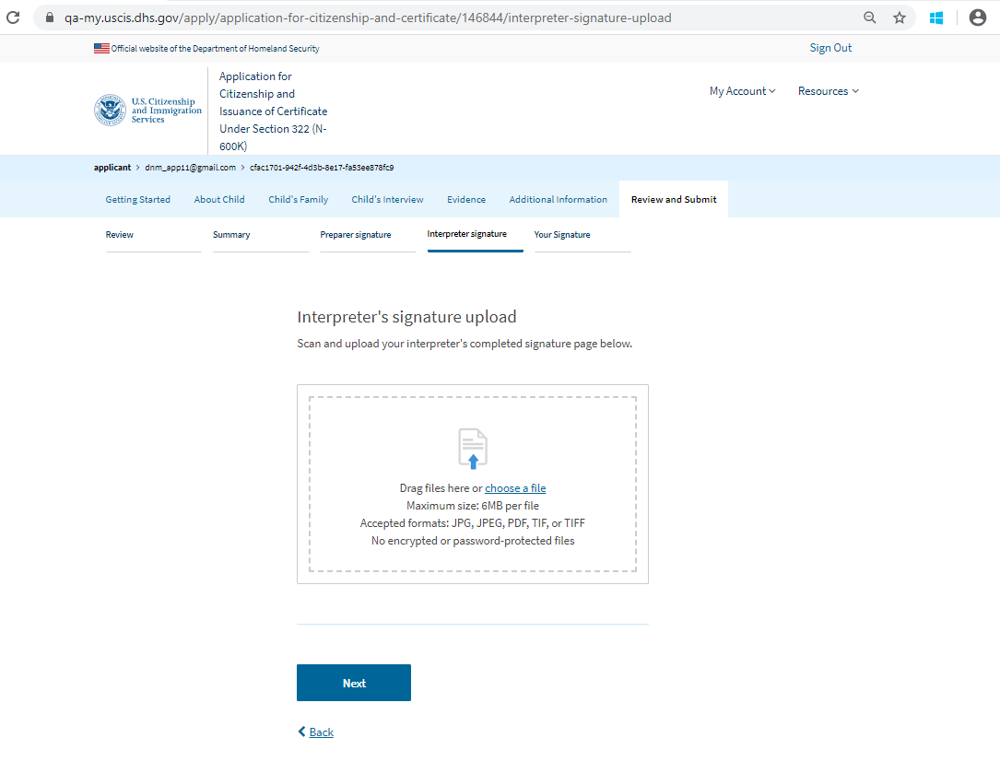 qa-my.uscis.dhs.gov/apply/application-for-citizenship-and-certificate/146844/interpreter-signature-upload
Official website of the Department of Homeland Security
Sign Out
U.S. Citizenship
and Immigration
Services
Application for
Citizenship and
Issuance of Certificate
Under Section 322 (N-
600K)
My Account
Resources
applicant > dnm_app11@gmail.com > cfac1701-942f-4d3b-8e17-fa53ee878fc9
Getting Started About Child Child's Family Child's Interview Evidence Additional Information Review and Submit
Review Summary Preparer signature Interpreter signature Your Signature
Interpreter's signature upload
Scan and upload your interpreter's completed signature page below.
Drag files here or choose a file
Maximum size: 6MB per file
Accepted formats: JPG, JPEG, PDF, TIF, or TIFF
No encrypted or password-protected files
Next
Back